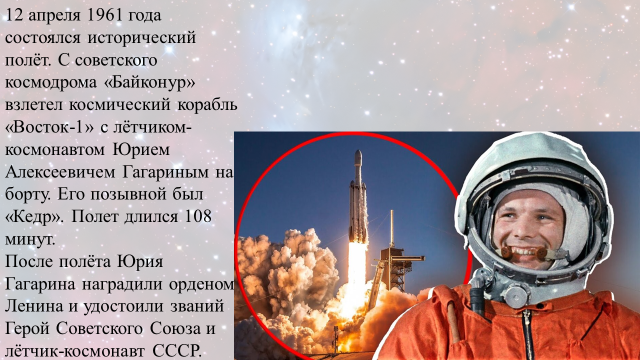 12 апреля 1961 года
состоялся исторический
полёт. С советского
космодрома «Байконур»
взлетел космический корабль
«Восток-1» с лётчиком-
космонавтом Юрием
Алексеевичем Гагариным на
борту. Его позывной был
«Кедр». Полет длился 108
минут.
После полёта Юрия
Гагарина наградили орденом
Ленина и удостоили званий
Герой Советского Союза и
лётчик-космонавт СССР.